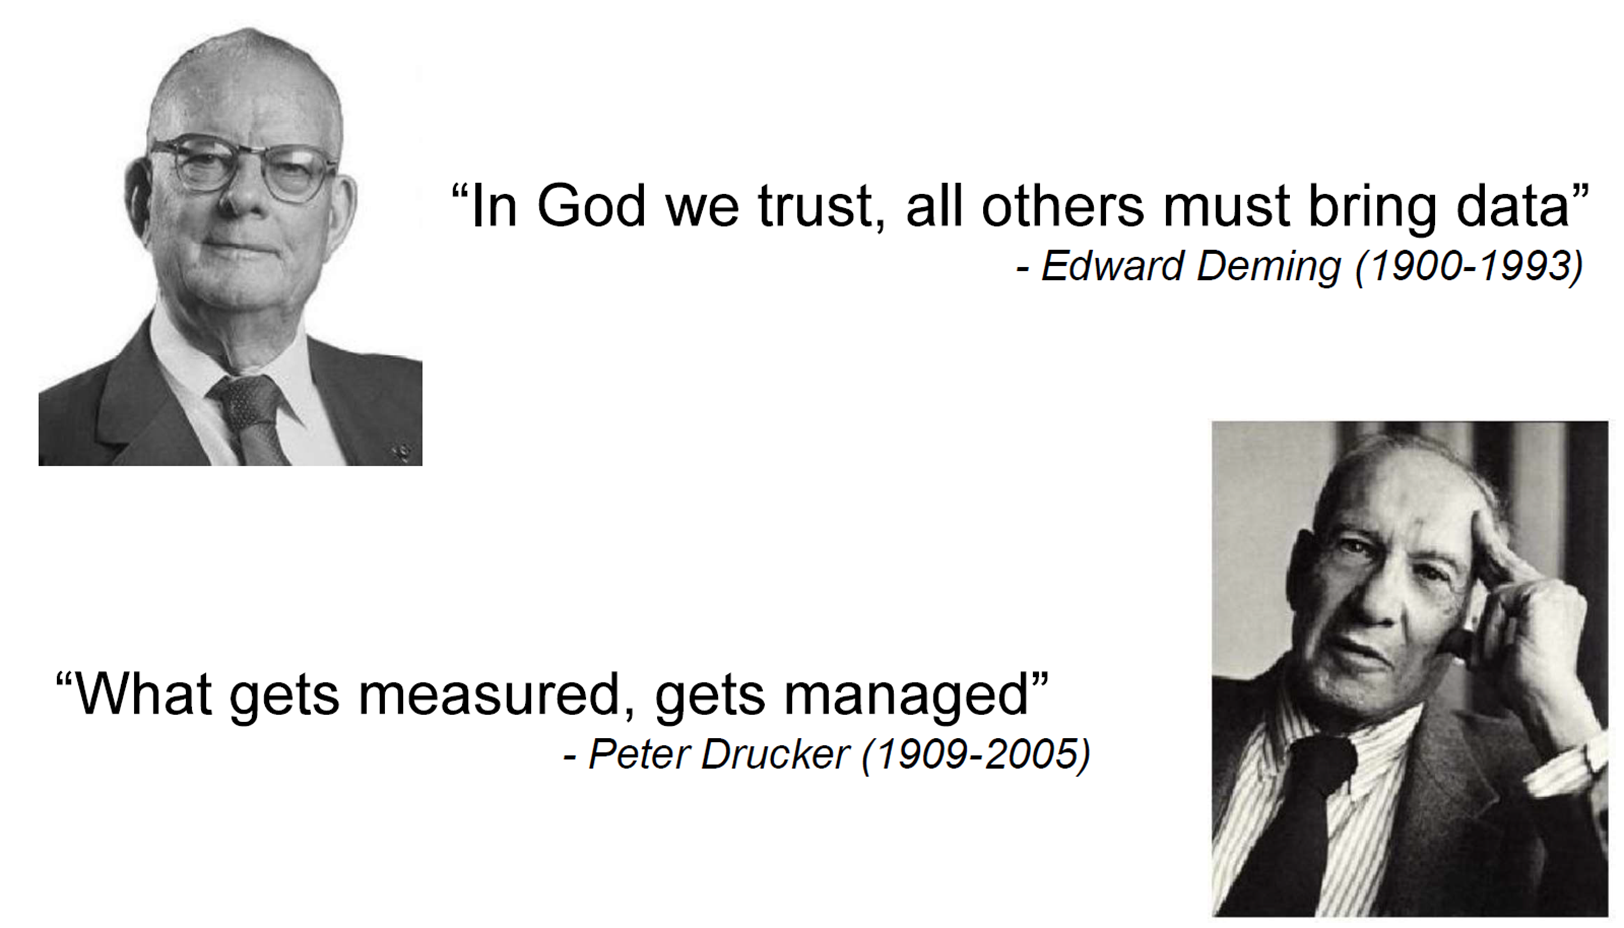 “In God we trust, all others must bring data”
- Edward Deming (1900-1993)
“What gets measured, gets managed”
- Peter Drucker (1909-2005)